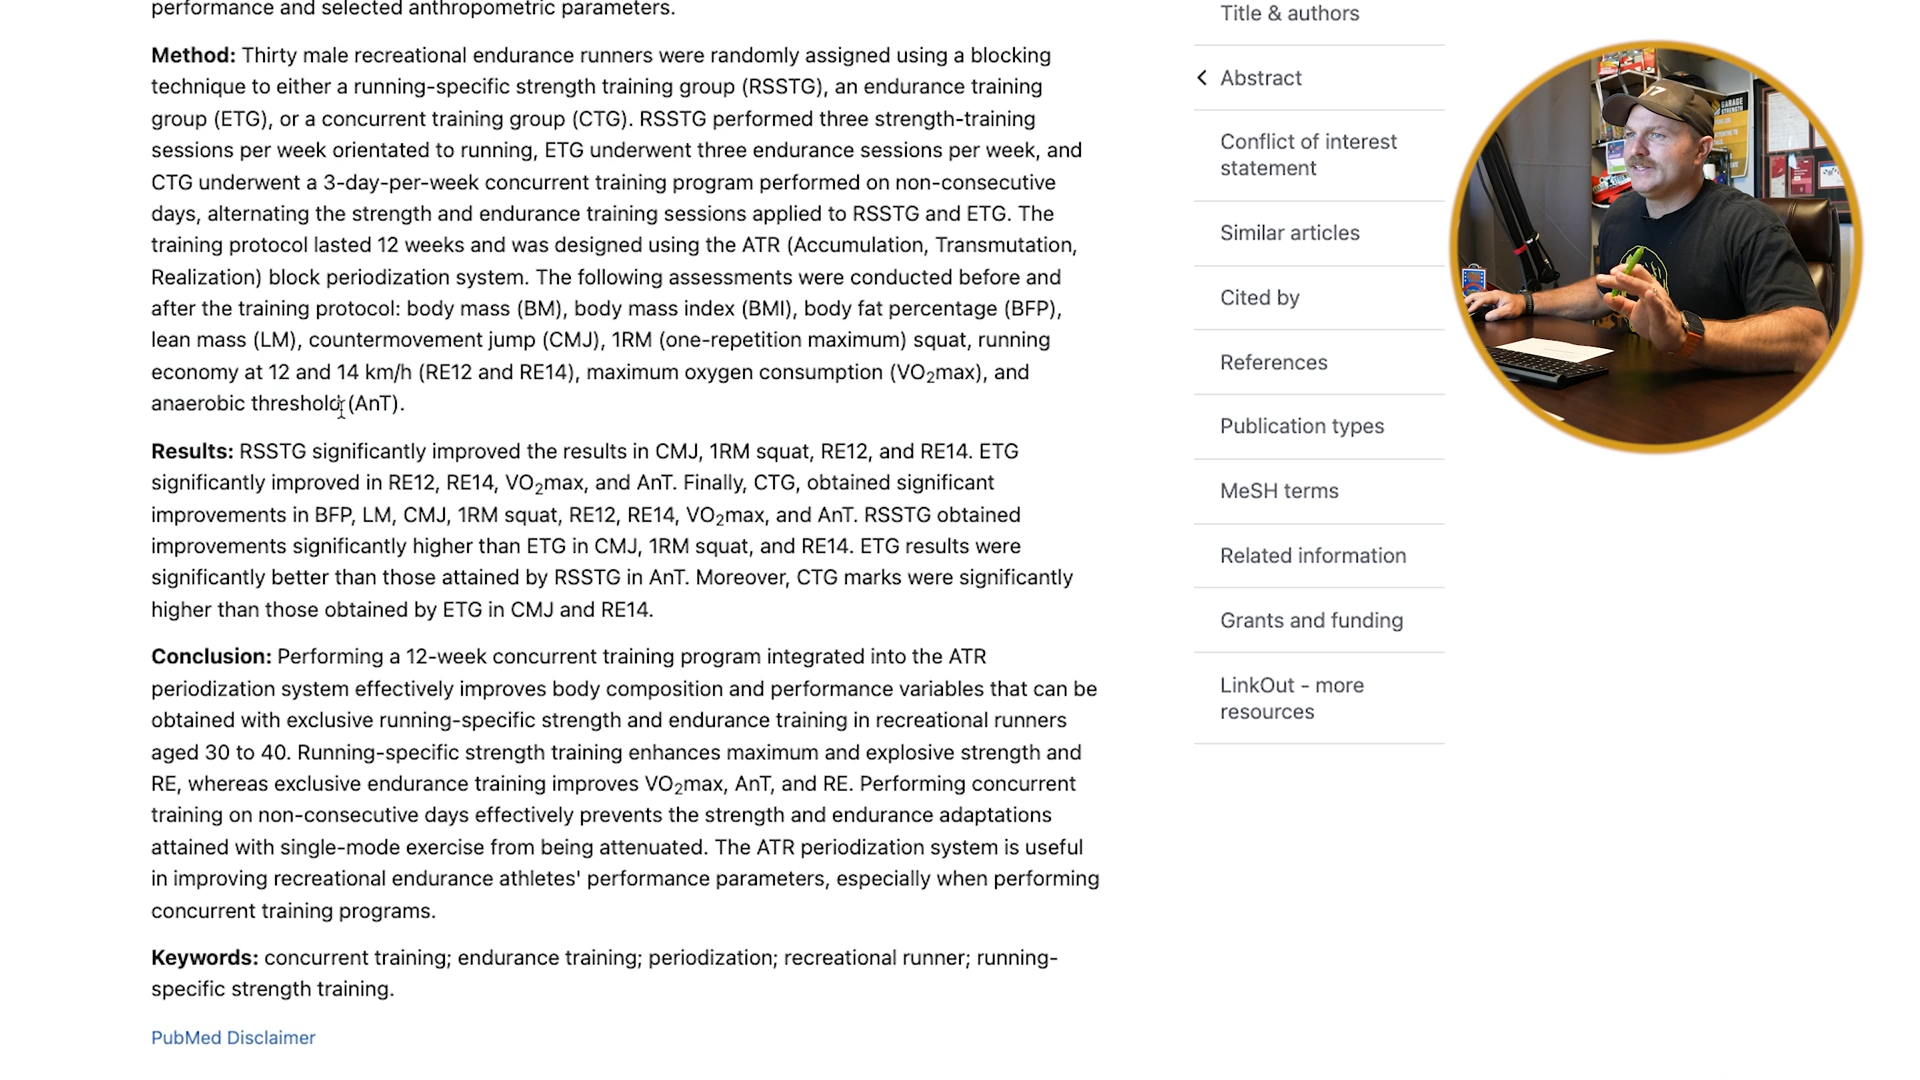 performance and selected anthropometric parameters.
Method: Thirty male recreational endurance runners were randomly assigned using a blocking
technique to either a running-specific strength training group (RSSTG), an endurance training
group (ETG), or a concurrent training group (CTG). RSSTG performed three strength-training
sessions per week orientated to running, ETG underwent three endurance sessions per week, and
CTG underwent a 3-day-per-week concurrent training program performed on non-consecutive
days, alternating the strength and endurance training sessions applied to RSSTG and ETG. The
training protocol lasted 12 weeks and was designed using the ATR (Accumulation, Transmutation,
Realization) block periodization system. The following assessments were conducted before and
after the training protocol: body mass (BM), body mass index (BMI), body fat percentage (BFP),
lean mass (LM), countermovement jump (CMJ), 1RM (one-repetition maximum) squat, running
economy at 12 and 14 km/h (RE12 and RE14), maximum oxygen consumption (VO₂max), and
anaerobic threshold (AnT).
Results: RSSTG significantly improved the results in CMJ, 1RM squat, RE12, and RE14. ETG
significantly improved in RE12, RE14, VO₂max, and AnT. Finally, CTG, obtained significant
improvements in BFP, LM, CMJ, 1RM squat, RE12, RE14, VO₂max, and AnT. RSSTG obtained
improvements significantly higher than ETG in CMJ, 1RM squat, and RE14. ETG results were
significantly better than those attained by RSSTG in AnT. Moreover, CTG marks were significantly
higher than those obtained by ETG in CMJ and RE14.
Conclusion: Performing a 12-week concurrent training program integrated into the ATR
periodization system effectively improves body composition and performance variables that can be
obtained with exclusive running-specific strength and endurance training in recreational runners
aged 30 to 40. Running-specific strength training enhances maximum and explosive strength and
RE, whereas exclusive endurance training improves VO₂max, AnT, and RE. Performing concurrent
training on non-consecutive days effectively prevents the strength and endurance adaptations
attained with single-mode exercise from being attenuated. The ATR periodization system is useful
in improving recreational endurance athletes' performance parameters, especially when performing
concurrent training programs.
Keywords: concurrent training; endurance training; periodization; recreational runner; running-
specific strength training.
PubMed Disclaimer
Title & authors
Abstract
Conflict of interest
statement
Similar articles
Cited by
References
Publication types
MeSH terms
Related information
Grants and funding
LinkOut - more
resources
GARAGE
STRENGTH